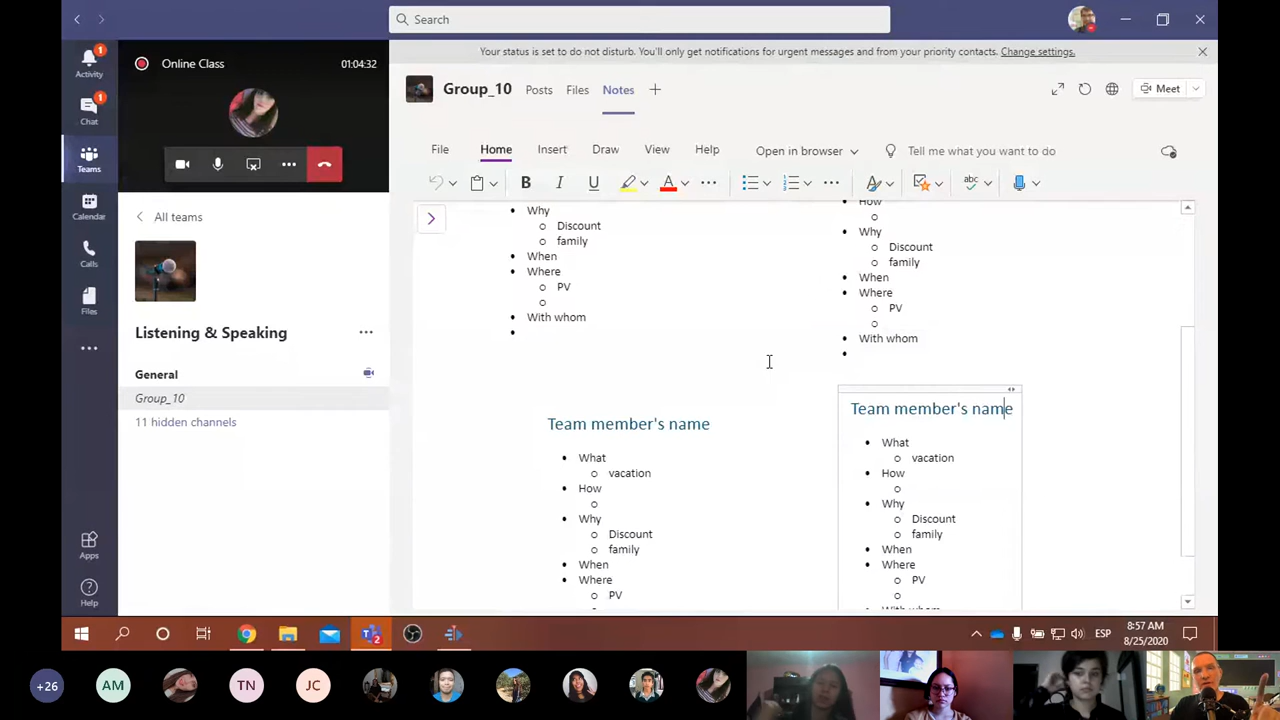 Search
Your status is set to do not disturb. You'll only get notifications for urgent messages and from your priority contacts. Change settings.
1
Activity
1
Chat
Teams
Calendar
Calls
Files
Apps
Help
Online Class
01:04:32
All teams
Listening & Speaking
General
Group_10
11 hidden channels
Group_10
Posts
Files
Notes
Meet
File
Home
Insert
Draw
View
Help
Open in browser
Tell me what you want to do
B
I
U
A
abc
Why
Discount
family
When
Where
PV
With whom
How
Why
Discount
family
When
Where
PV
With whom
Team member's name
What
vacation
How
Why
Discount
family
When
Where
PV
Team member's name
What
vacation
How
Why
Discount
family
When
Where
PV
With whom
2
ESP
8:57 AM
8/25/2020
+26
AM
TN
JC